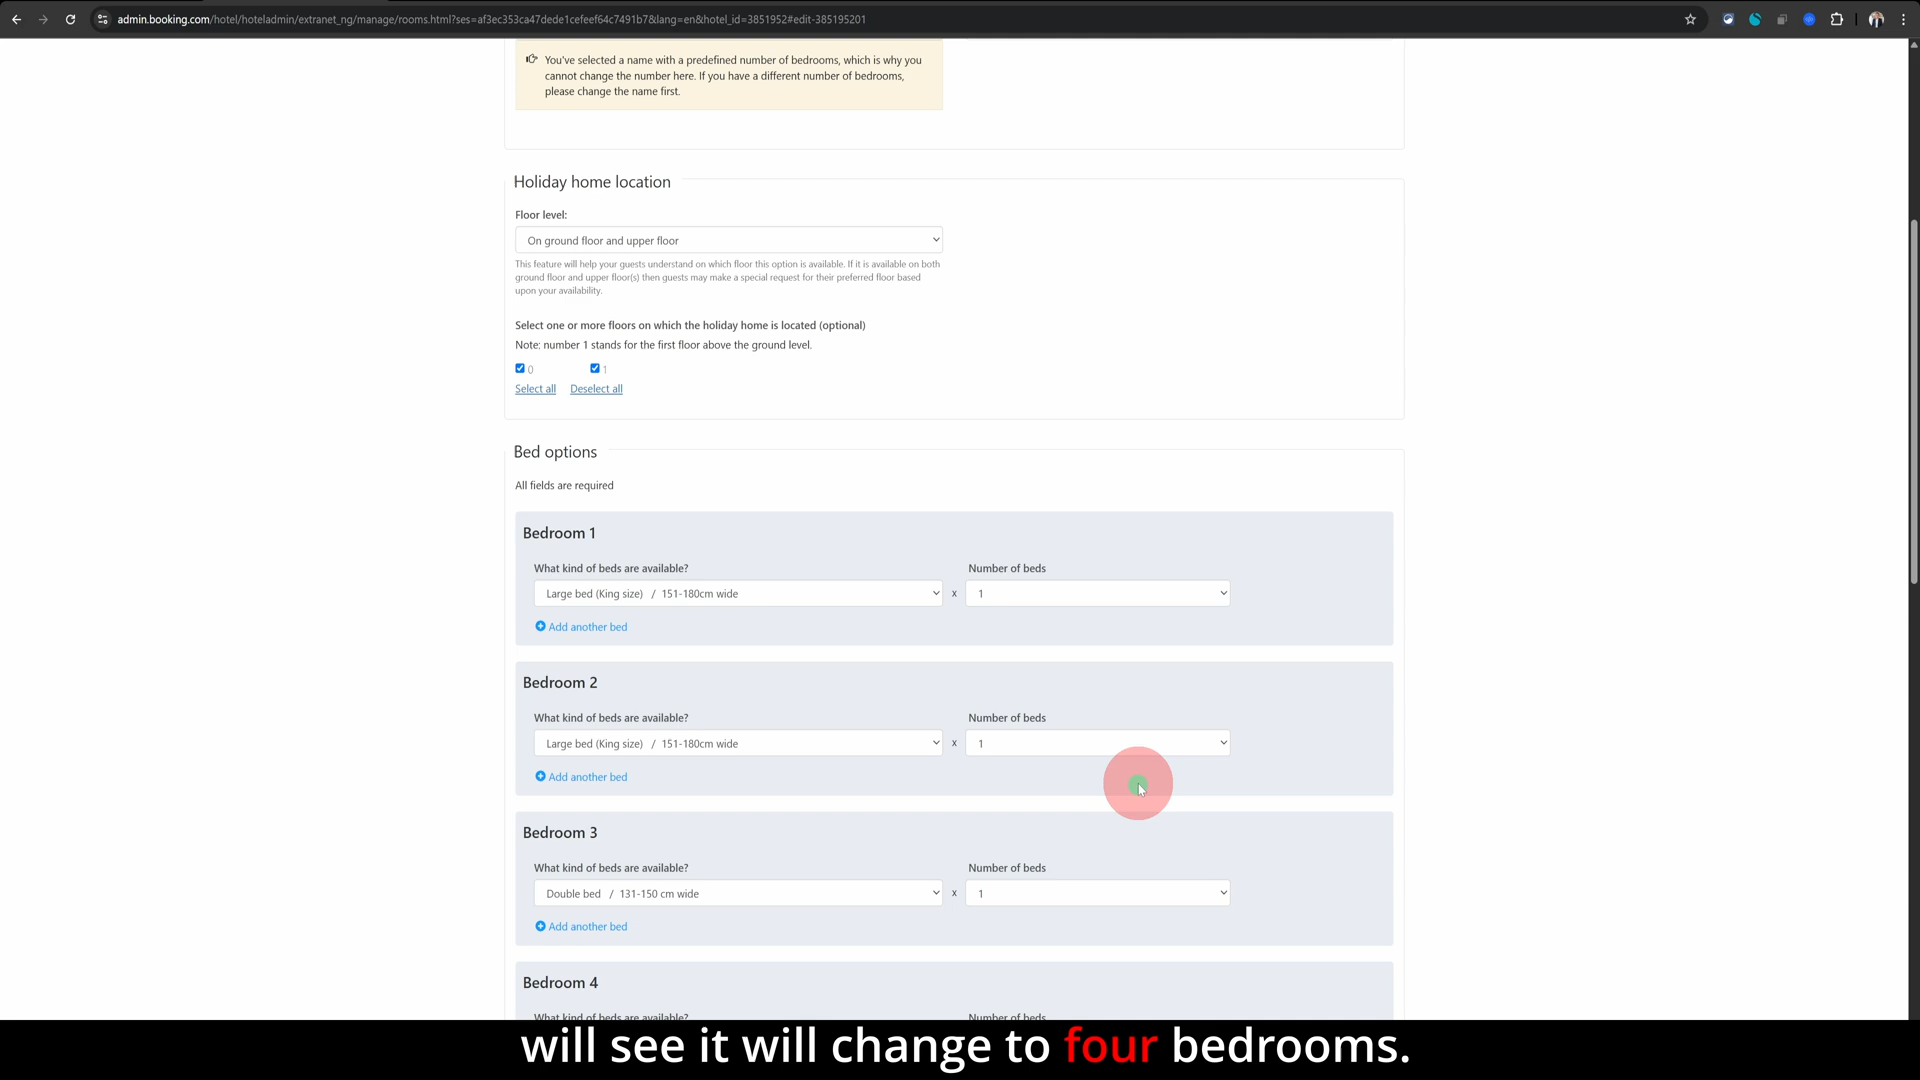 admin.booking.com/hotel/hoteladmin/extranet_ng/manage/rooms.html?ses=af3ec353ca47dede1cefeef64c7491b7&lang=en&hotel_id=3851952#edit-385195201
You've selected a name with a predefined number of bedrooms, which is why you
cannot change the number here. If you have a different number of bedrooms,
please change the name first.
Holiday home location
Floor level:
On ground floor and upper floor
This feature will help your guests understand on which floor this option is available. If it is available on both
ground floor and upper floor(s) then guests may make a special request for their preferred floor based
upon your availability.
Select one or more floors on which the holiday home is located (optional)
Note: number 1 stands for the first floor above the ground level.
0 1
Select all Deselect all
Bed options
All fields are required
Bedroom 1
What kind of beds are available? Number of beds
Large bed (King size) / 151-180cm wide x 1
Add another bed
Bedroom 2
What kind of beds are available? Number of beds
Large bed (King size) / 151-180cm wide x 1
Add another bed
Bedroom 3
What kind of beds are available? Number of beds
Double bed / 131-150 cm wide x 1
Add another bed
Bedroom 4
What kind of beds are available? Number of beds
will see it will change to four bedrooms.